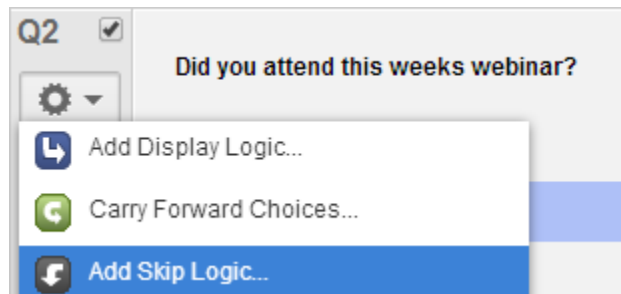 Q2
Did you attend this weeks webinar?
Add Display Logic...
Carry Forward Choices...
Add Skip Logic...